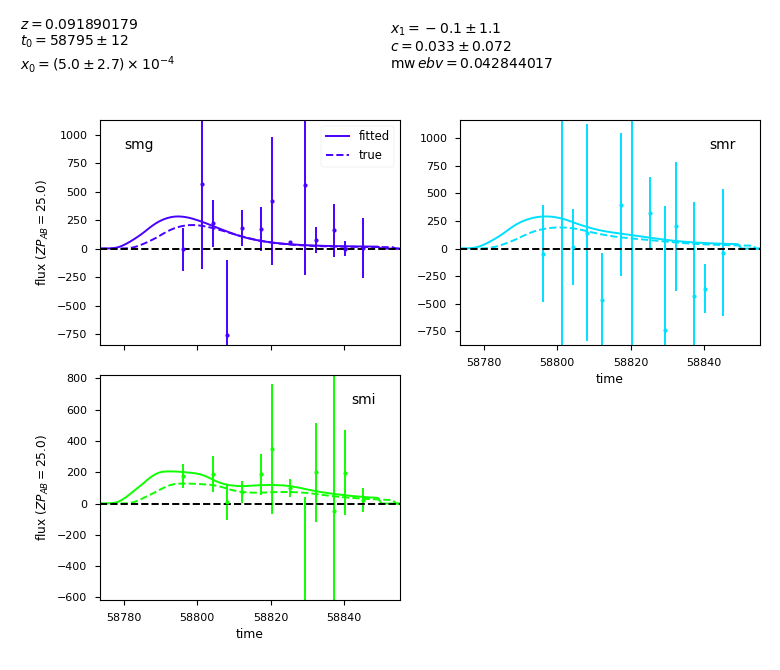 z = 0.091890179
t₀ = 58795 ± 12
x₀ = (5.0 ± 2.7) × 10⁻⁴
x₁ = −0.1 ± 1.1
c = 0.033 ± 0.072
mw ebv = 0.042844017
smg
fitted
true
1000
750
500
250
0
−250
−500
−750
flux (ZP_AB = 25.0)
smr
1000
750
500
250
0
−250
−500
−750
58780 58800 58820 58840
time
smi
800
600
400
200
0
−200
−400
−600
flux (ZP_AB = 25.0)
58780 58800 58820 58840
time